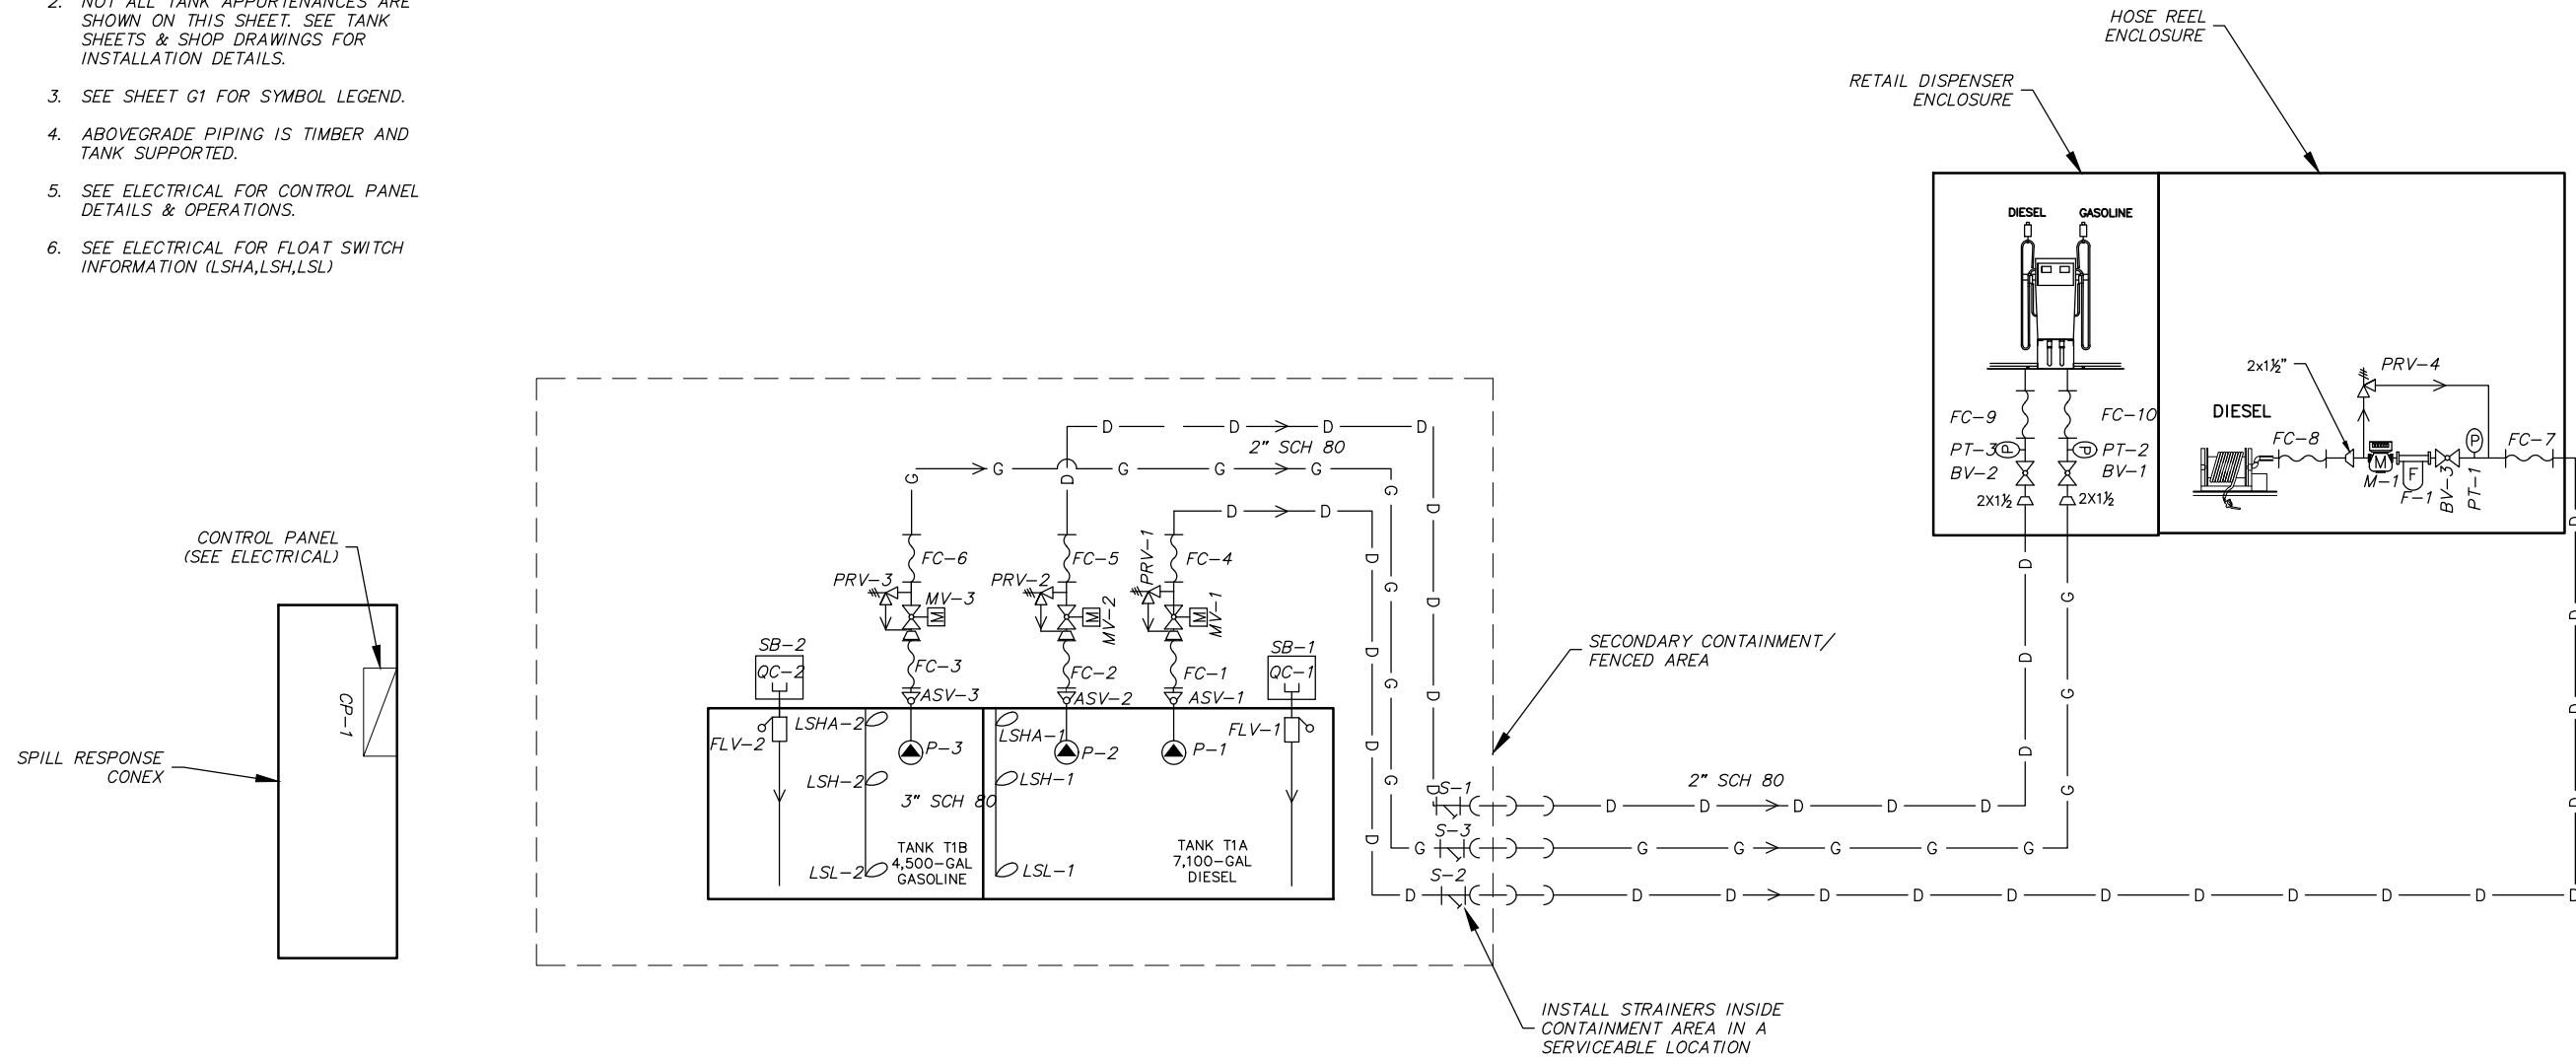 2. NOT ALL TANK APPURTENANCES ARE
SHOWN ON THIS SHEET. SEE TANK
SHEETS & SHOP DRAWINGS FOR
INSTALLATION DETAILS.
3. SEE SHEET G1 FOR SYMBOL LEGEND.
4. ABOVEGRADE PIPING IS TIMBER AND
TANK SUPPORTED.
5. SEE ELECTRICAL FOR CONTROL PANEL
DETAILS & OPERATIONS.
6. SEE ELECTRICAL FOR FLOAT SWITCH
INFORMATION (LSHA,LSH,LSL)
HOSE REEL
ENCLOSURE
RETAIL DISPENSER
ENCLOSURE
DIESEL GASOLINE
FC-9 FC-10
PT-3 P P PT-2
BV-2 BV-1
2X1½ 2X1½
2x1½"
PRV-4
DIESEL
FC-8
M
M-1
F
F-1
BV-3
P
PT-1
FC-7
D D D D
2" SCH 80
G G G G G
D
D D
CONTROL PANEL
(SEE ELECTRICAL)
CP-1
SPILL RESPONSE
CONEX
FC-6 FC-5 FC-4
PRV-3 PRV-2 PRV-1
MV-3 MV-2 MV-1
M M M
SB-2 SB-1
QC-2 QC-1
FC-3 FC-2 FC-1
ASV-3 ASV-2 ASV-1
FLV-2 LSHA-2 P-3 LSHA-1 P-2 P-1 FLV-1
LSH-2 LSH-1
3" SCH 80
LSL-2 LSL-1
TANK T1B
4,500-GAL
GASOLINE
TANK T1A
7,100-GAL
DIESEL
G G G G
D D D D
D D D D
SECONDARY CONTAINMENT/
FENCED AREA
D D D
G G G
D D D D
2" SCH 80
S-1
D D D D D
S-3
G G G G G G
S-2
D D D D D D D D D D D D
INSTALL STRAINERS INSIDE
CONTAINMENT AREA IN A
SERVICEABLE LOCATION